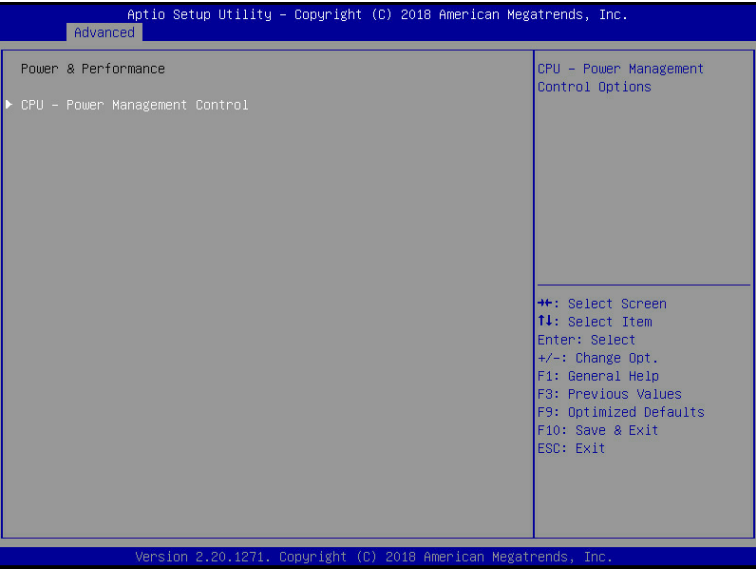 Aptio Setup Utility – Copyright (C) 2018 American Megatrends, Inc.
Advanced
Power & Performance
CPU – Power Management Control
CPU – Power Management
Control Options
→←: Select Screen
↑↓: Select Item
Enter: Select
+/-: Change Opt.
F1: General Help
F3: Previous Values
F9: Optimized Defaults
F10: Save & Exit
ESC: Exit
Version 2.20.1271. Copyright (C) 2018 American Megatrends, Inc.